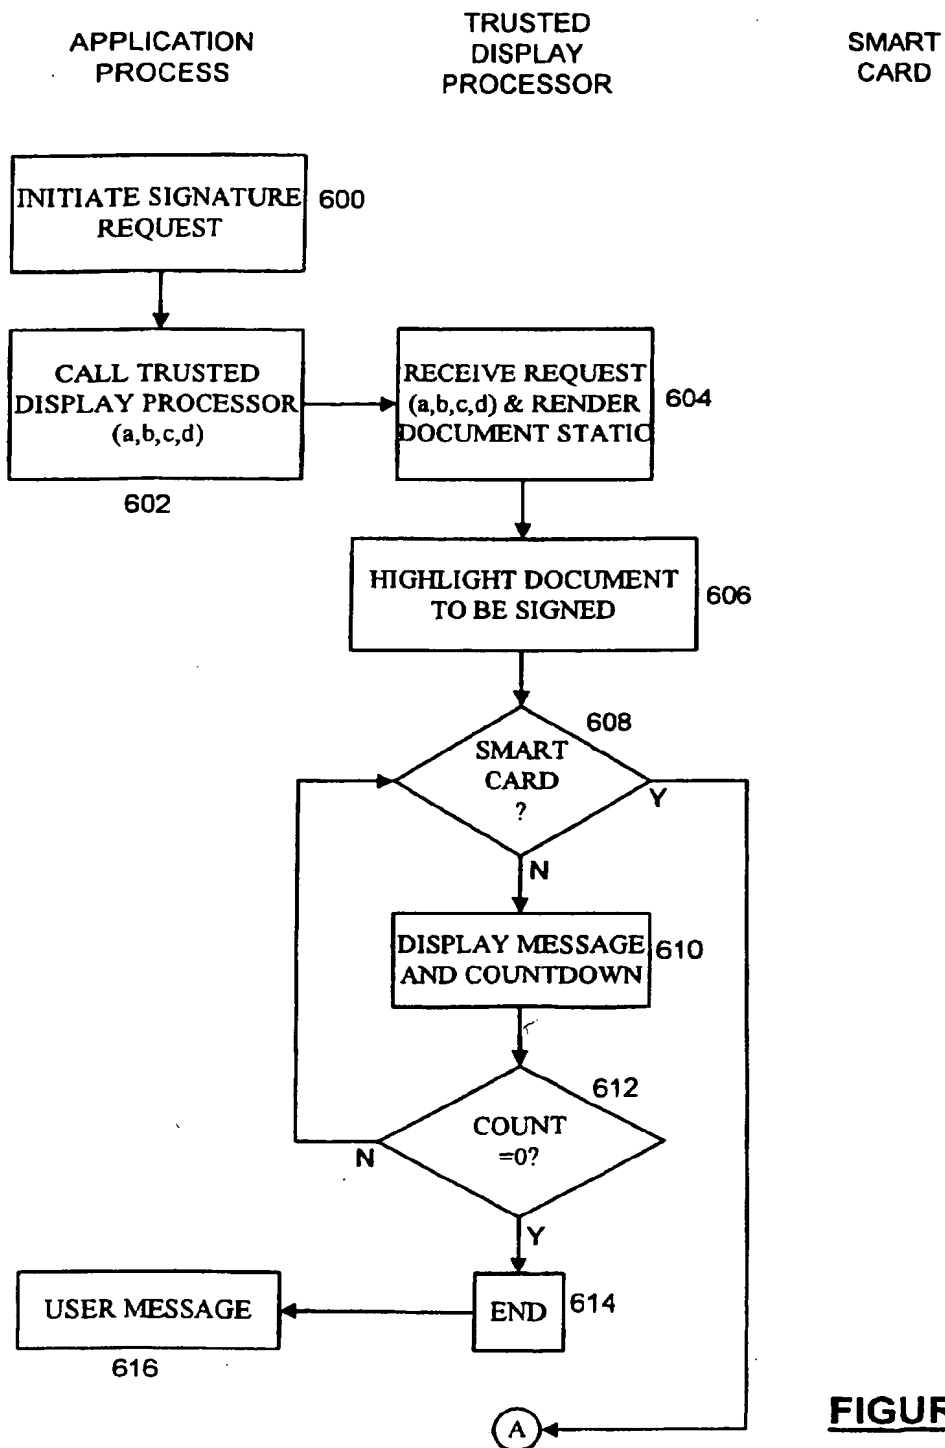 APPLICATION
PROCESS
TRUSTED
DISPLAY
PROCESSOR
SMART
CARD
INITIATE SIGNATURE
REQUEST
600
CALL TRUSTED
DISPLAY PROCESSOR
(a,b,c,d)
602
RECEIVE REQUEST
(a,b,c,d) & RENDER
DOCUMENT STATIC
604
HIGHLIGHT DOCUMENT
TO BE SIGNED
606
608
SMART
CARD
?
Y
N
DISPLAY MESSAGE
AND COUNTDOWN
610
612
COUNT
=0?
N
Y
USER MESSAGE
616
END
614
A
FIGUR